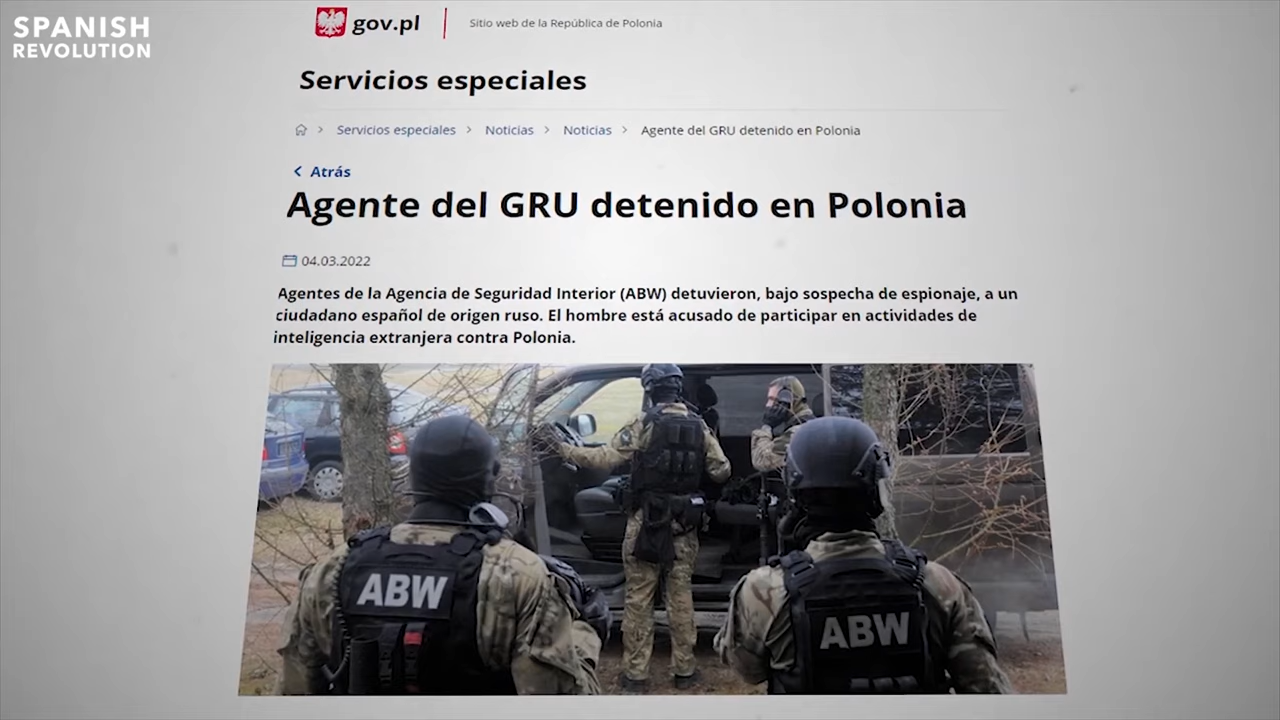 SPANISH
REVOLUTION
gov.pl
Sitio web de la República de Polonia
Servicios especiales
Servicios especiales > Noticias > Noticias > Agente del GRU detenido en Polonia
< Atrás
Agente del GRU detenido en Polonia
04.03.2022
Agentes de la Agencia de Seguridad Interior (ABW) detuvieron, bajo sospecha de espionaje, a un
ciudadano español de origen ruso. El hombre está acusado de participar en actividades de
inteligencia extranjera contra Polonia.
ABW
ABW